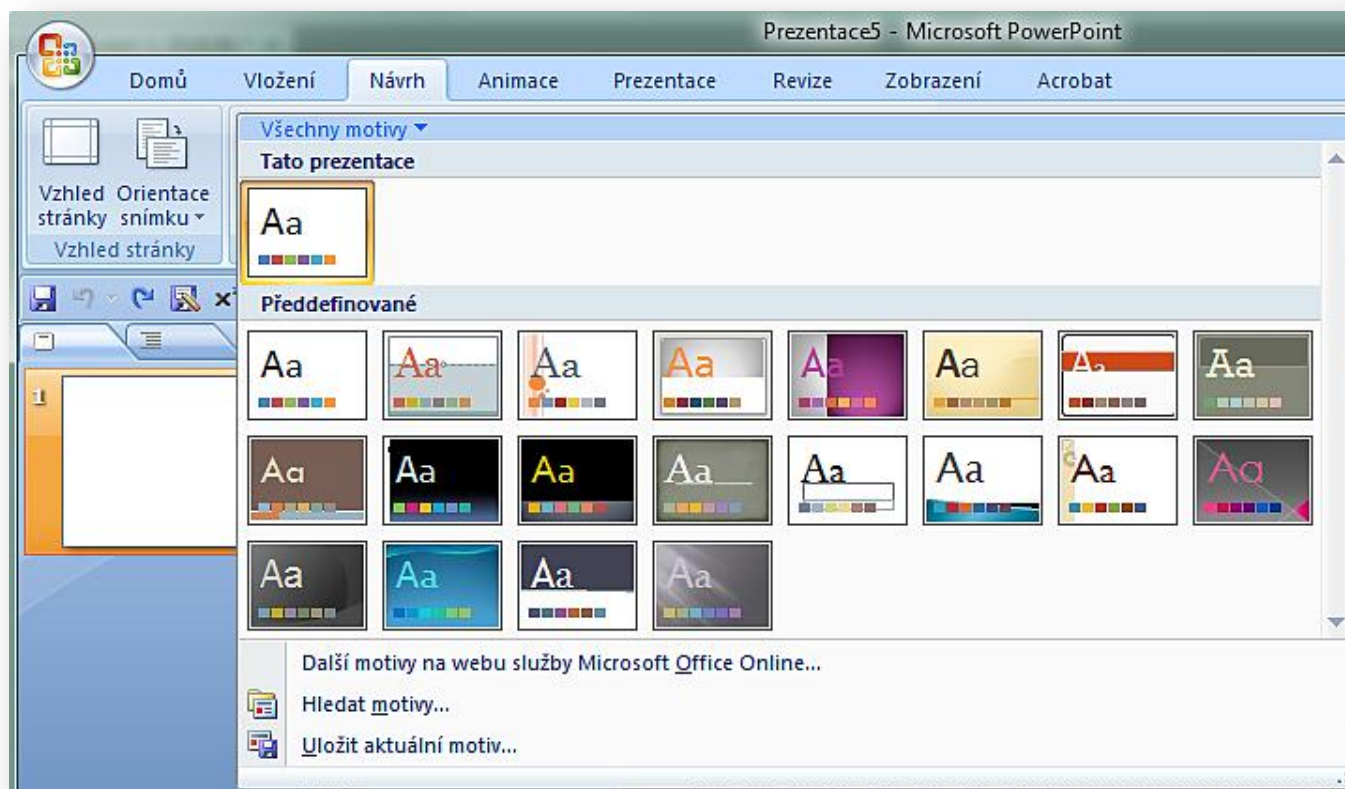 Prezentace5 - Microsoft PowerPoint
Domů Vložení Návrh Animace Prezentace Revize Zobrazení Acrobat
Všechny motivy
Tato prezentace
Vzhled stránky
Orientace snímku
Vzhled stránky
Aa
Předdefinované
Aa Aa Aa Aa Aa Aa Aa Aa
1
Aa Aa Aa Aa Aa Aa Aa Aa
Aa Aa Aa Aa
Další motivy na webu služby Microsoft Office Online...
Hledat motivy...
Uložit aktuální motiv...